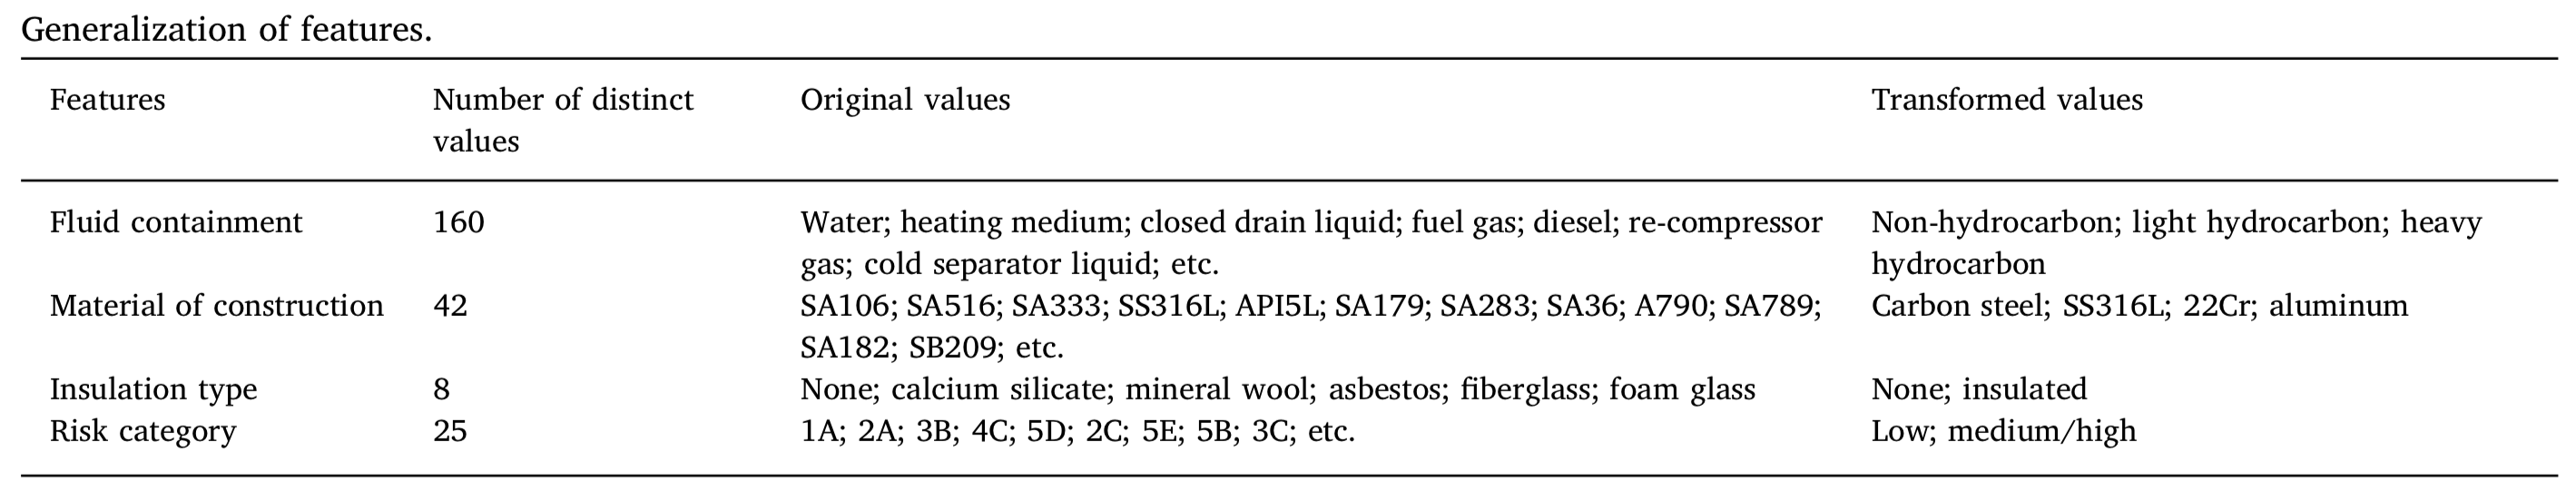 Generalization of features.
Features Number of distinct values Original values Transformed values
Fluid containment 160 Water; heating medium; closed drain liquid; fuel gas; diesel; re-compressor gas; cold separator liquid; etc. Non-hydrocarbon; light hydrocarbon; heavy hydrocarbon
Material of construction 42 SA106; SA516; SA333; SS316L; API5L; SA179; SA283; SA36; A790; SA789; SA182; SB209; etc. Carbon steel; SS316L; 22Cr; aluminum
Insulation type 8 None; calcium silicate; mineral wool; asbestos; fiberglass; foam glass None; insulated
Risk category 25 1A; 2A; 3B; 4C; 5D; 2C; 5E; 5B; 3C; etc. Low; medium/high